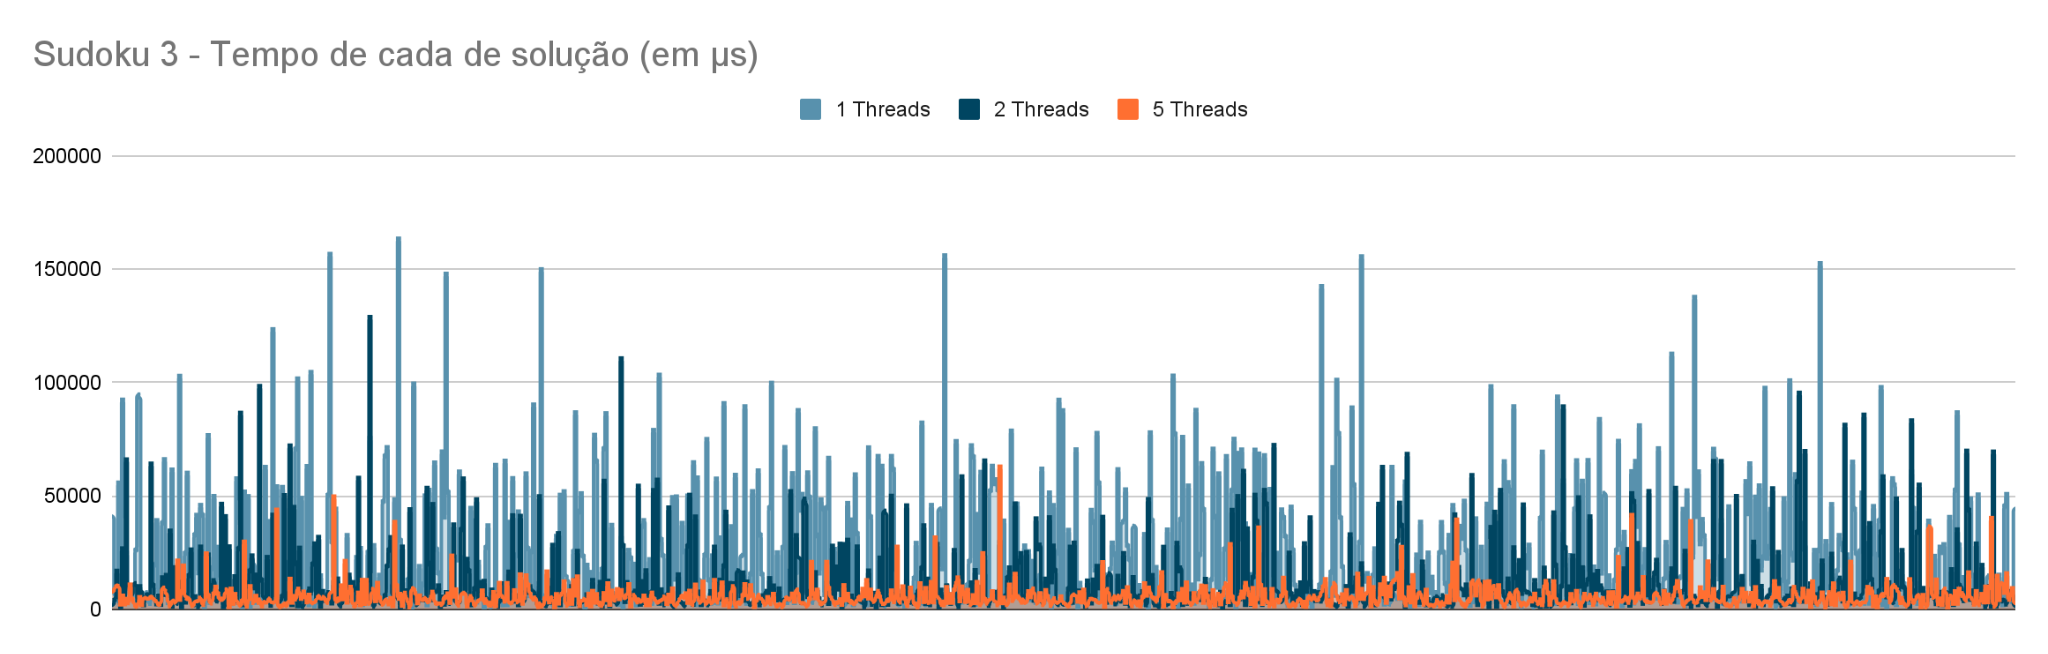 Sudoku 3 - Tempo de cada de solução (em μs)
1 Threads 2 Threads 5 Threads
200000
150000
100000
50000
0